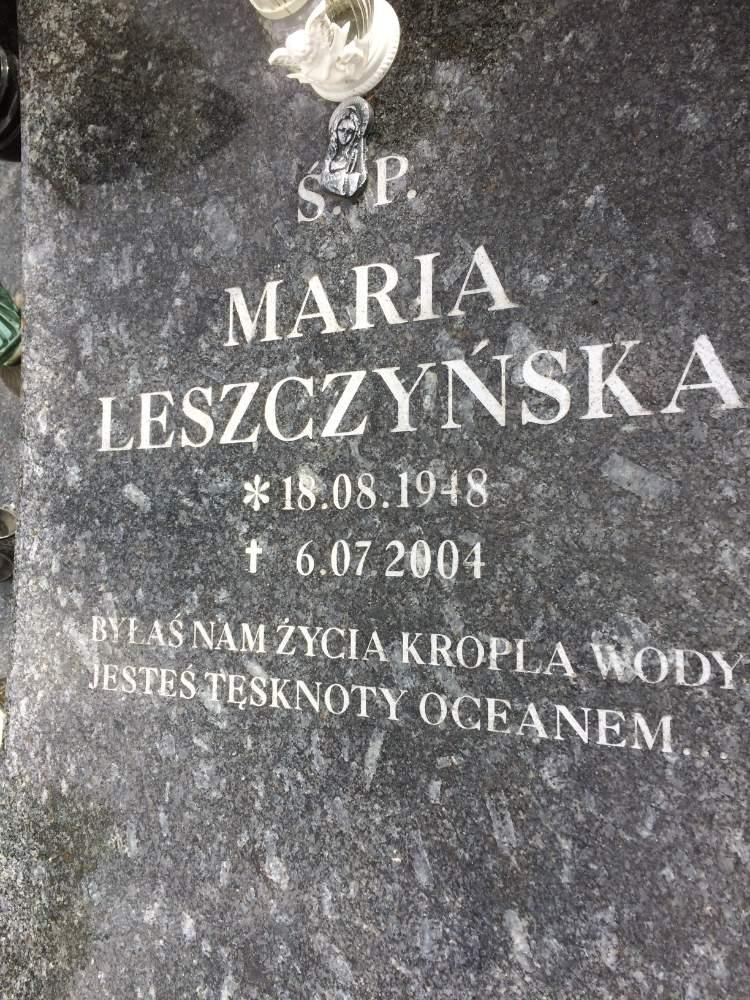 Ś. P.
MARIA
LESZCZYŃSKA
* 18.08.1948
† 6.07.2004
BYŁAŚ NAM ŻYCIA KROPLĄ WODY
JESTEŚ TĘSKNOTY OCEANEM...